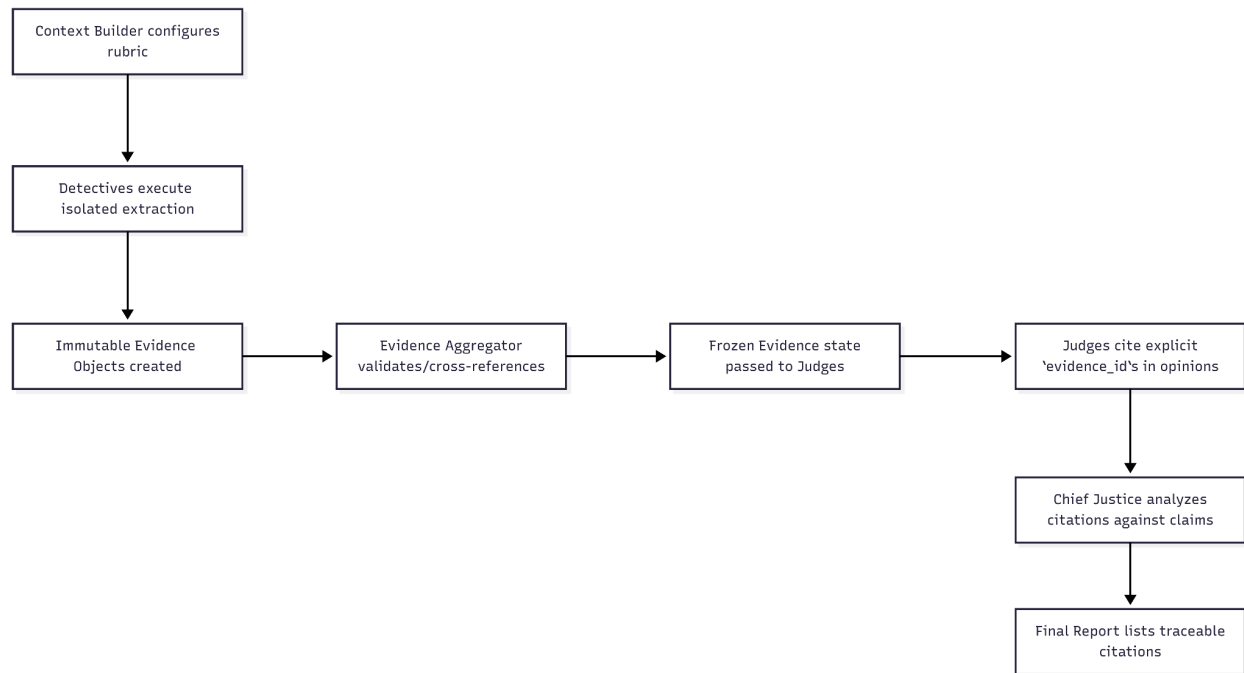 Context Builder configures
rubric
Detectives execute
isolated extraction
Immutable Evidence
Objects created
Evidence Aggregator
validates/cross-references
Frozen Evidence state
passed to Judges
Judges cite explicit
`evidence_id`s in opinions
Chief Justice analyzes
citations against claims
Final Report lists traceable
citations